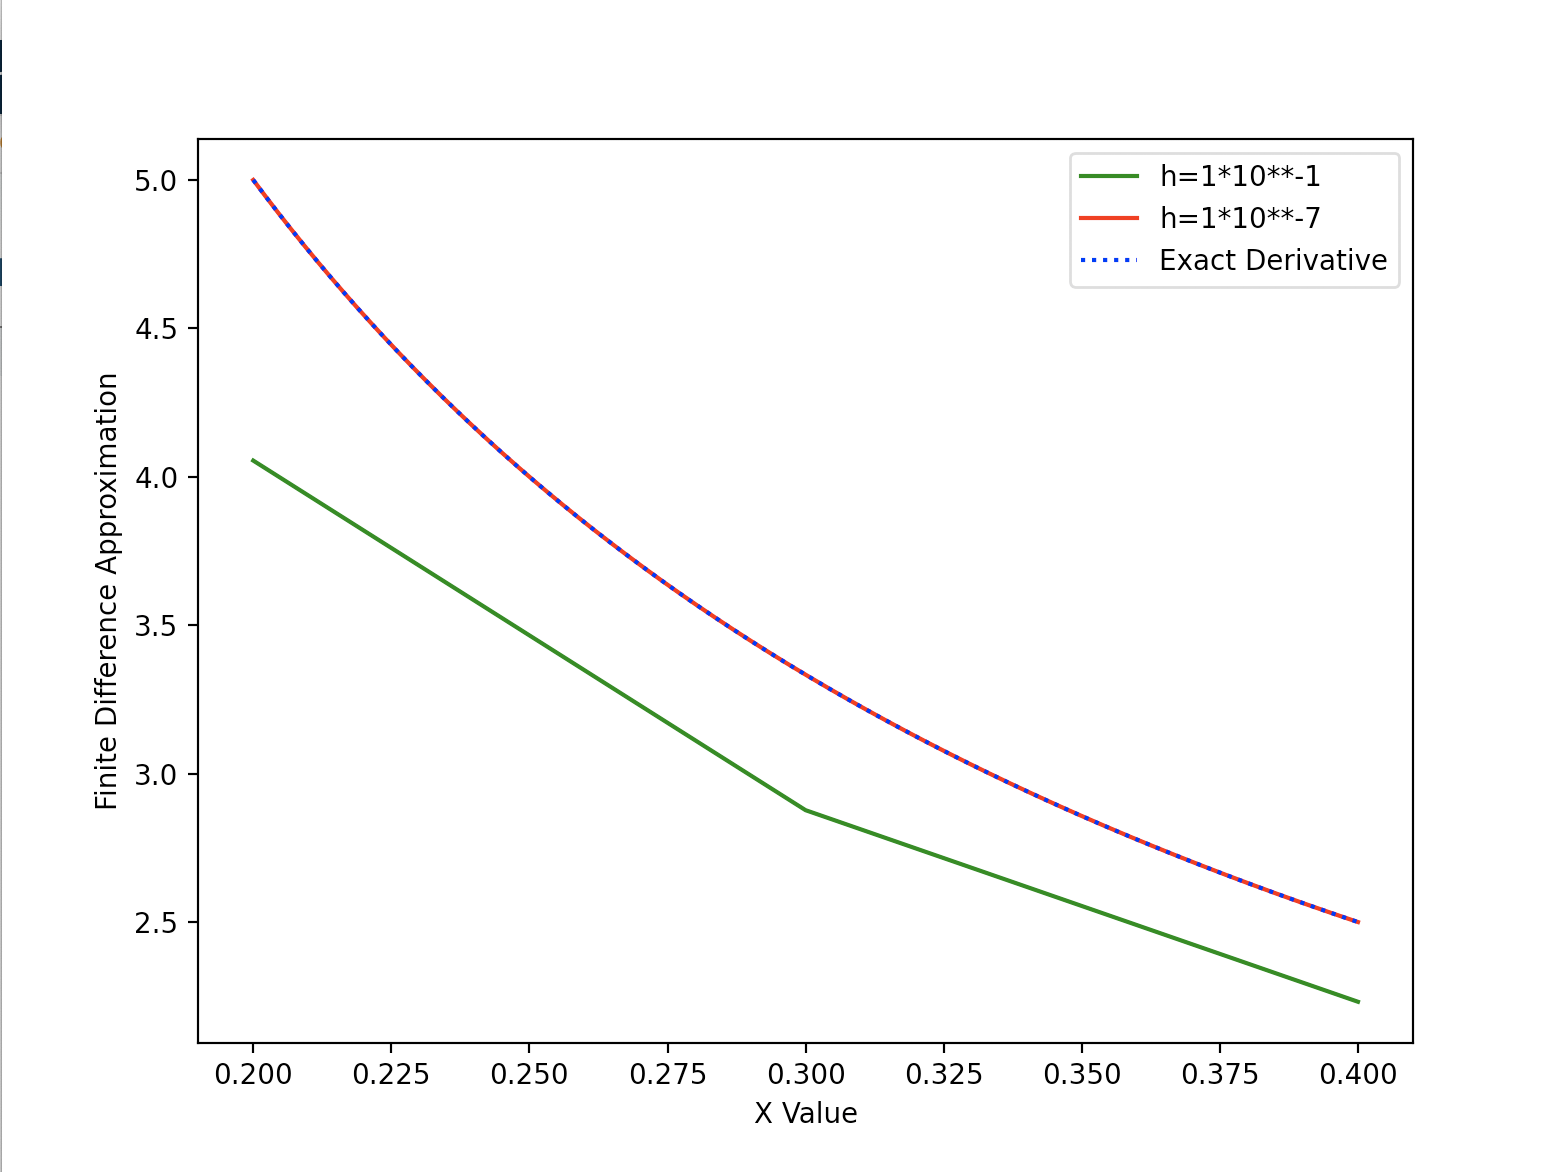 h=1*10**-1
h=1*10**-7
Exact Derivative
5.0
4.5
4.0
3.5
3.0
2.5
Finite Difference Approximation
0.200 0.225 0.250 0.275 0.300 0.325 0.350 0.375 0.400
X Value